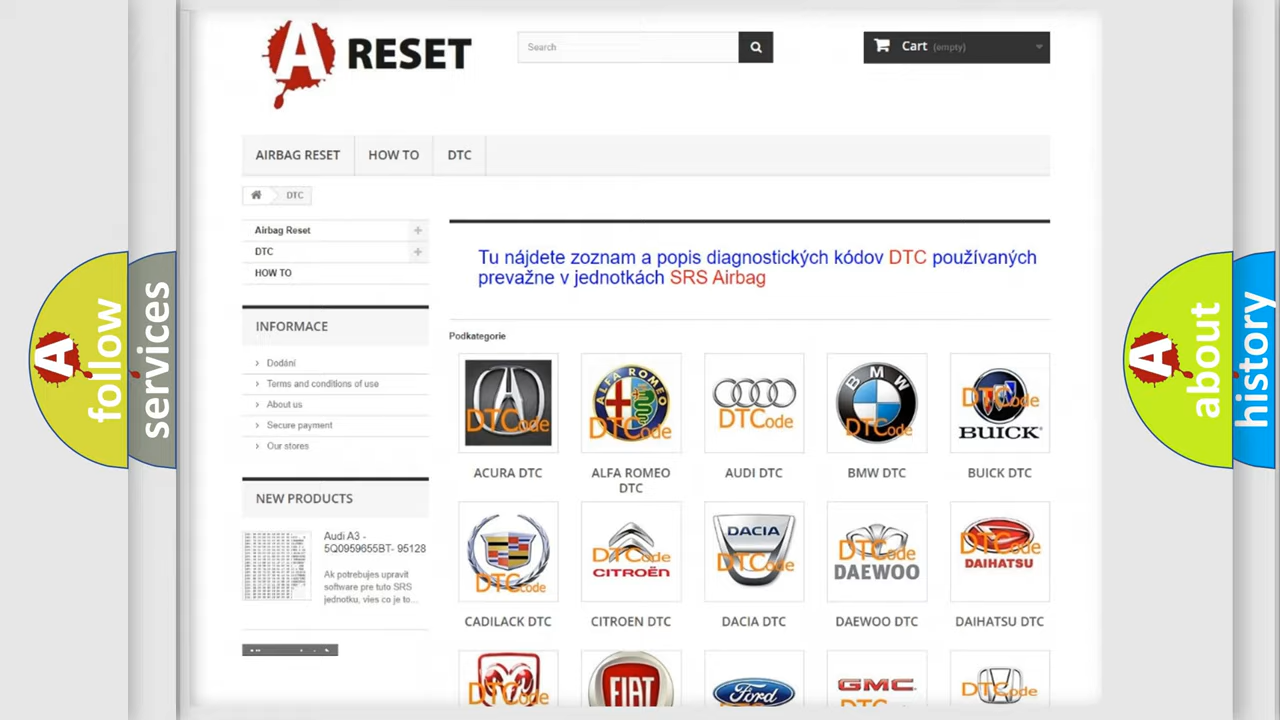 A RESET
Search
Cart (empty)
AIRBAG RESET
HOW TO
DTC
DTC
Airbag Reset
DTC
HOW TO
INFORMACE
Dodání
Terms and conditions of use
About us
Secure payment
Our stores
NEW PRODUCTS
Audi A3 -
5Q0959655BT- 95128
Ak potrebujes upravit
software pre tuto SRS
jednotku, vies co je to...
Tu nájdete zoznam a popis diagnostických kódov DTC používaných
prevažne v jednotkách SRS Airbag
Podkategorie
DTCode
ALFA ROMEO
DTCode
DTCode
BMW
DTCode
DTCode
BUICK
ACURA DTC
ALFA ROMEO
DTC
AUDI DTC
BMW DTC
BUICK DTC
DTCode
DTCode
CITROËN
DACIA
DTCode
DTCode
DAEWOO
DTCode
DAIHATSU
CADILACK DTC
CITROEN DTC
DACIA DTC
DAEWOO DTC
DAIHATSU DTC
DTCode
FIAT
Ford
GMC
DTCode
A follow
services
A about
history